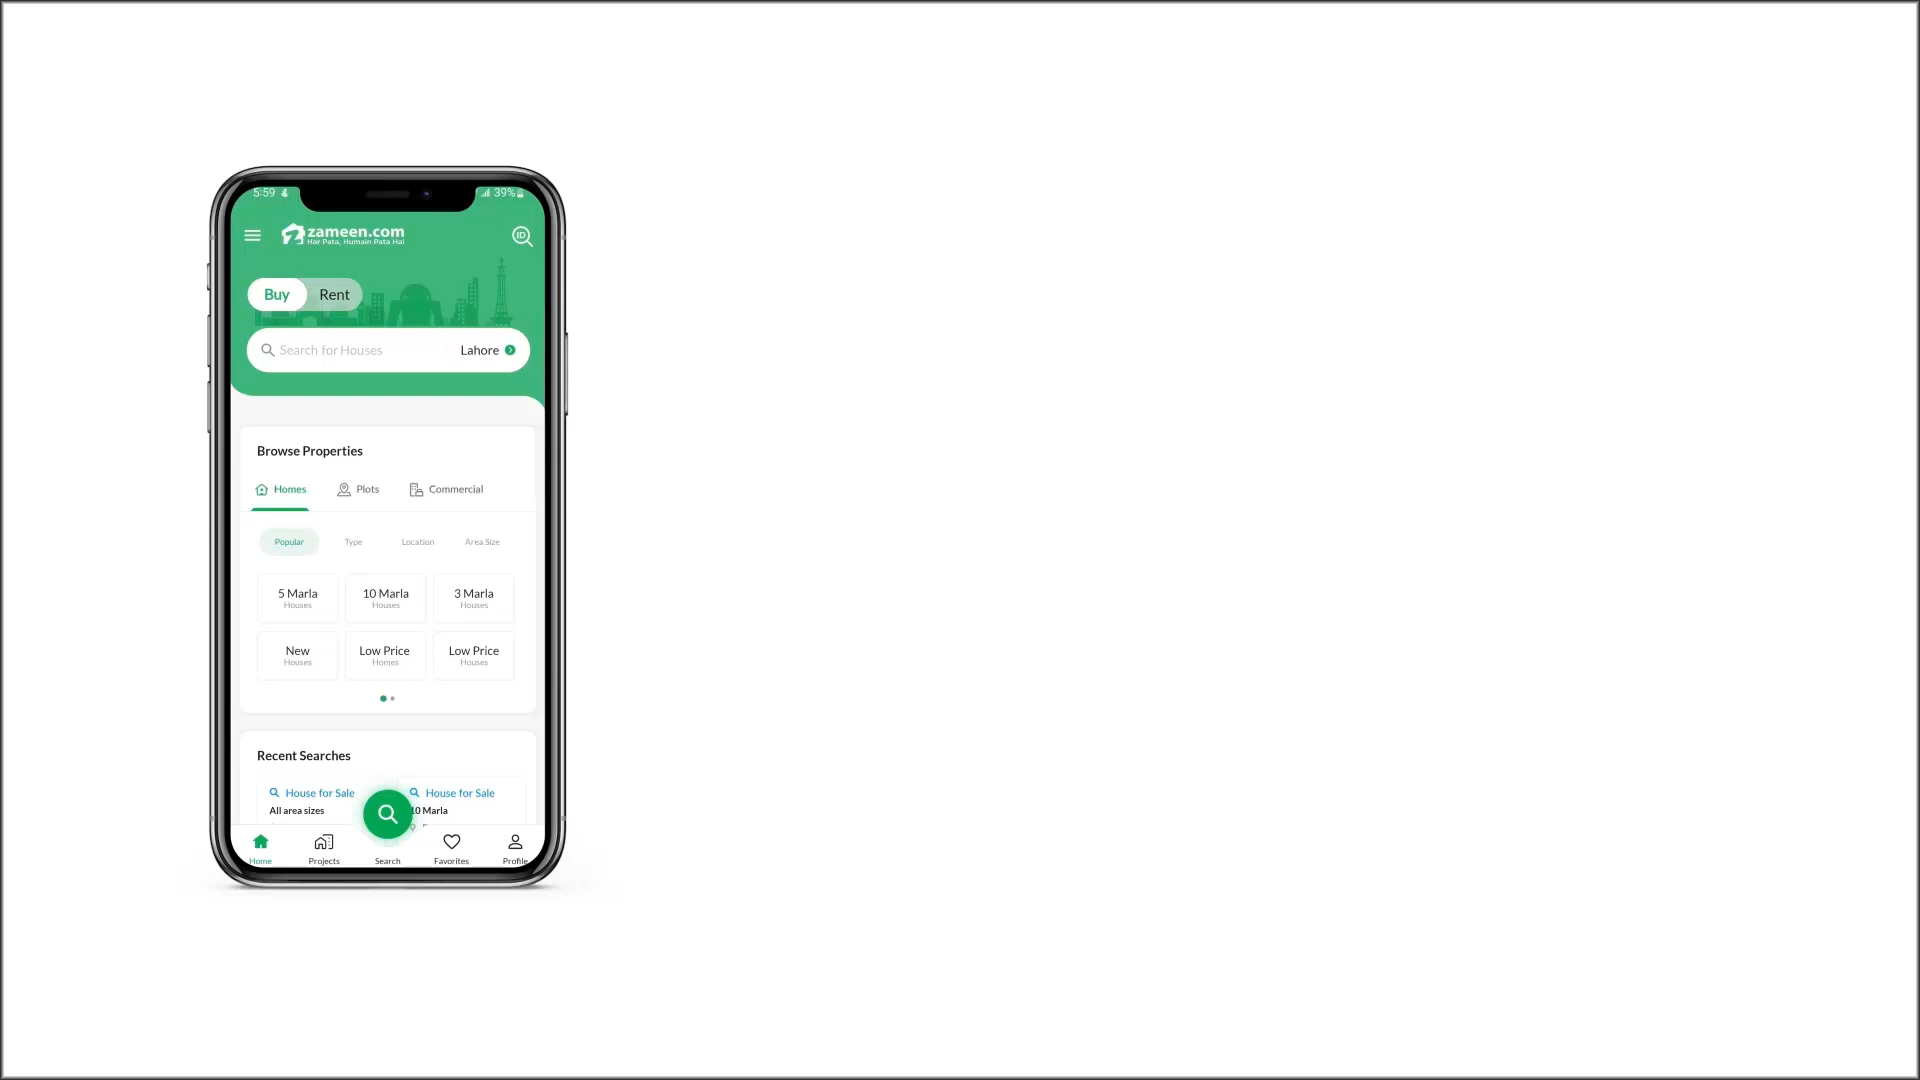 5:59 39%
zameen.com
Har Pata, Humain Pata Hai
ID
Buy Rent
Search for Houses Lahore
Browse Properties
Homes Plots Commercial
Popular Type Location Area Size
5 Marla 10 Marla 3 Marla
Houses Houses Houses
New Low Price Low Price
Houses Homes Houses
Recent Searches
House for Sale House for Sale
All area sizes 10 Marla
Home Projects Search Favorites Profile